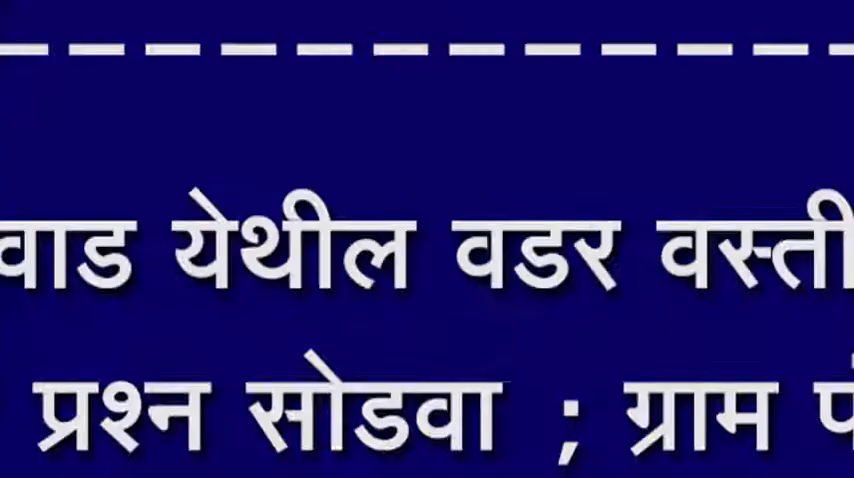 वाड येथील वडर वस्ती
प्रश्न सोडवा ; ग्राम